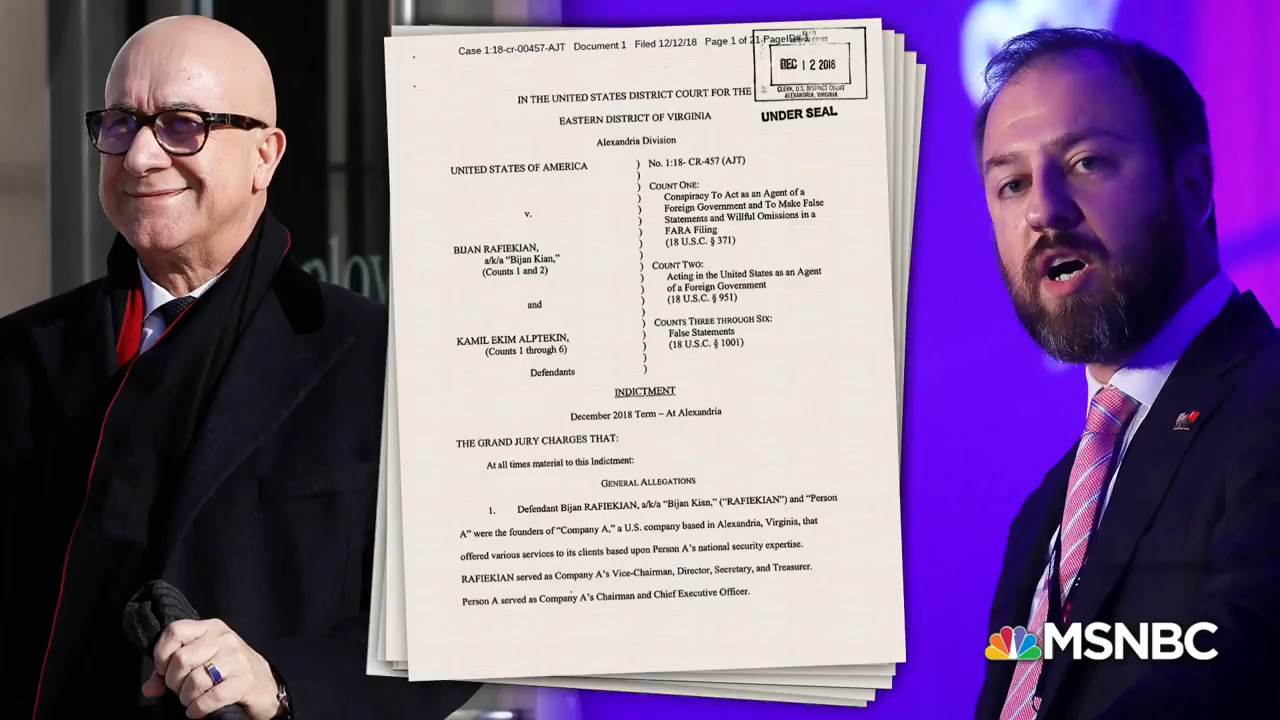 Case 1:18-cr-00457-AJT Document 1 Filed 12/12/18 Page 1 of 21 PageID#
DEC 12 2018
CLERK, U.S. DISTRICT COURT
ALEXANDRIA, VIRGINIA
UNDER SEAL
IN THE UNITED STATES DISTRICT COURT FOR THE
EASTERN DISTRICT OF VIRGINIA
Alexandria Division
UNITED STATES OF AMERICA
v.
BIJAN RAFIEKIAN,
a/k/a “Bijan Kian,”
(Counts 1 and 2)
and
KAMIL EKIM ALPTEKIN,
(Counts 1 through 6)
Defendants
) No. 1:18- CR-457 (AJT)
)
) COUNT ONE:
) Conspiracy To Act as an Agent of a
) Foreign Government and To Make False
) Statements and Willful Omissions in a
) FARA Filing
) (18 U.S.C. § 371)
)
) COUNT TWO:
) Acting in the United States as an Agent
) of a Foreign Government
) (18 U.S.C. § 951)
)
) COUNTS THREE THROUGH SIX:
) False Statements
) (18 U.S.C. § 1001)
)
)
INDICTMENT
December 2018 Term – At Alexandria
THE GRAND JURY CHARGES THAT:
At all times material to this Indictment:
GENERAL ALLEGATIONS
1. Defendant Bijan RAFIEKIAN, a/k/a “Bijan Kian,” (“RAFIEKIAN”) and “Person
A” were the founders of “Company A,” a U.S. company based in Alexandria, Virginia, that
offered various services to its clients based upon Person A’s national security expertise.
RAFIEKIAN served as Company A’s Vice-Chairman, Director, Secretary, and Treasurer.
Person A served as Company A’s Chairman and Chief Executive Officer.
MSNBC